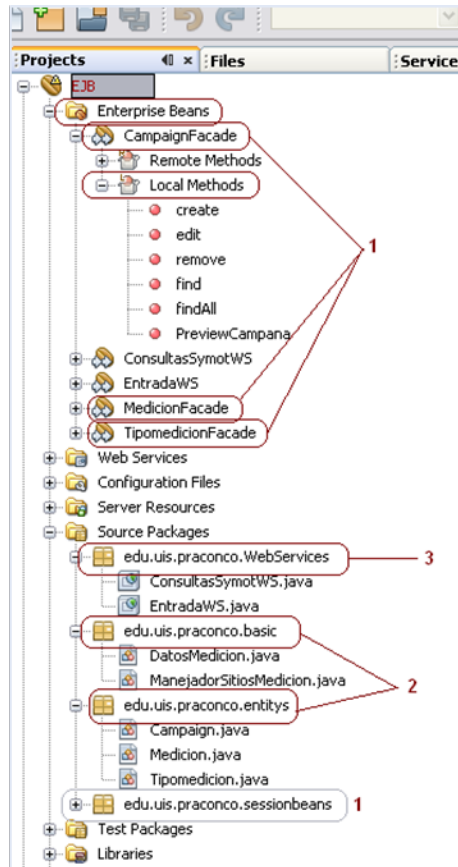 Projects
Files
Service
EJB
Enterprise Beans
CampaignFacade
Remote Methods
Local Methods
create
edit
1
remove
find
findAll
PreviewCampana
ConsultasSymotWS
EntradaWS
MedicionFacade
TipomedicionFacade
Web Services
Configuration Files
Server Resources
Source Packages
edu.uis.praconco.WebServices
3
ConsultasSymotWS.java
EntradaWS.java
edu.uis.praconco.basic
DatosMedicion.java
ManejadorSitiosMedicion.java
2
edu.uis.praconco.entitys
Campaign.java
Medicion.java
Tipomedicion.java
edu.uis.praconco.sessionbeans 1
Test Packages
Libraries